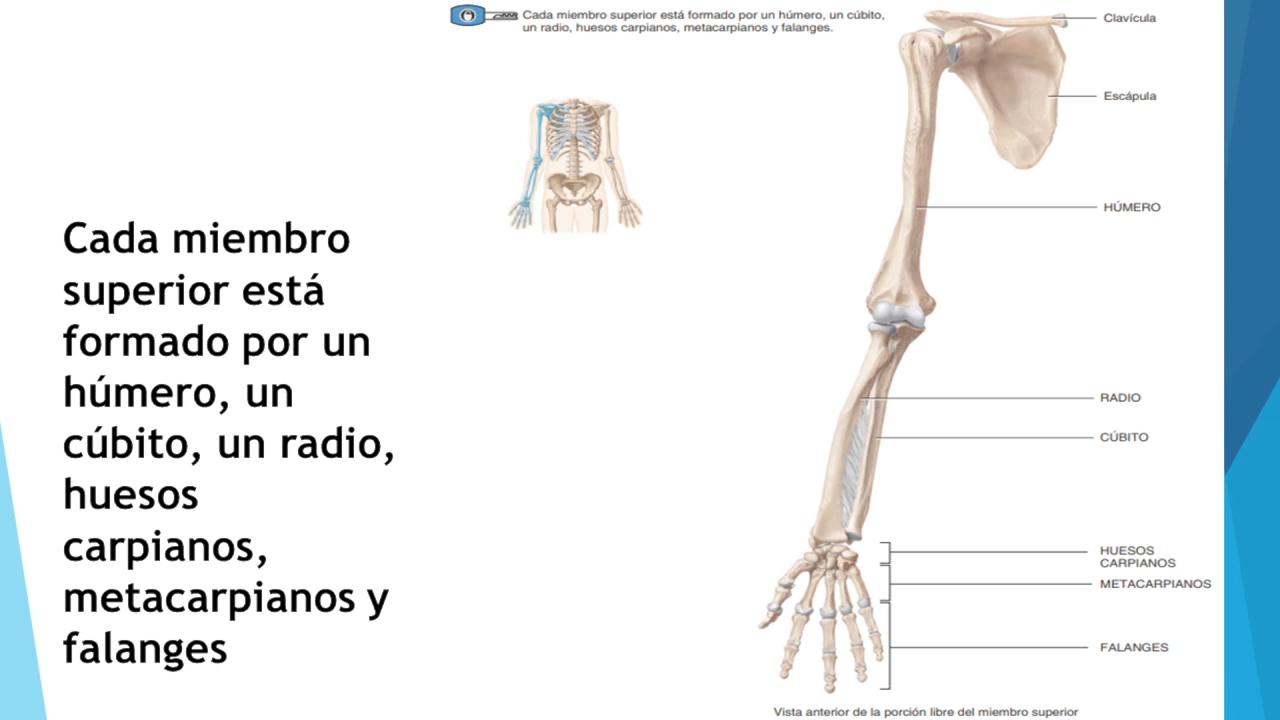 Cada miembro superior está formado por un húmero, un cúbito,
un radio, huesos carpianos, metacarpianos y falanges.
Cada miembro
superior está
formado por un
húmero, un
cúbito, un radio,
huesos
carpianos,
metacarpianos y
falanges
Clavícula
Escápula
HÚMERO
RADIO
CÚBITO
HUESOS
CARPIANOS
METACARPIANOS
FALANGES
Vista anterior de la porción libre del miembro superior